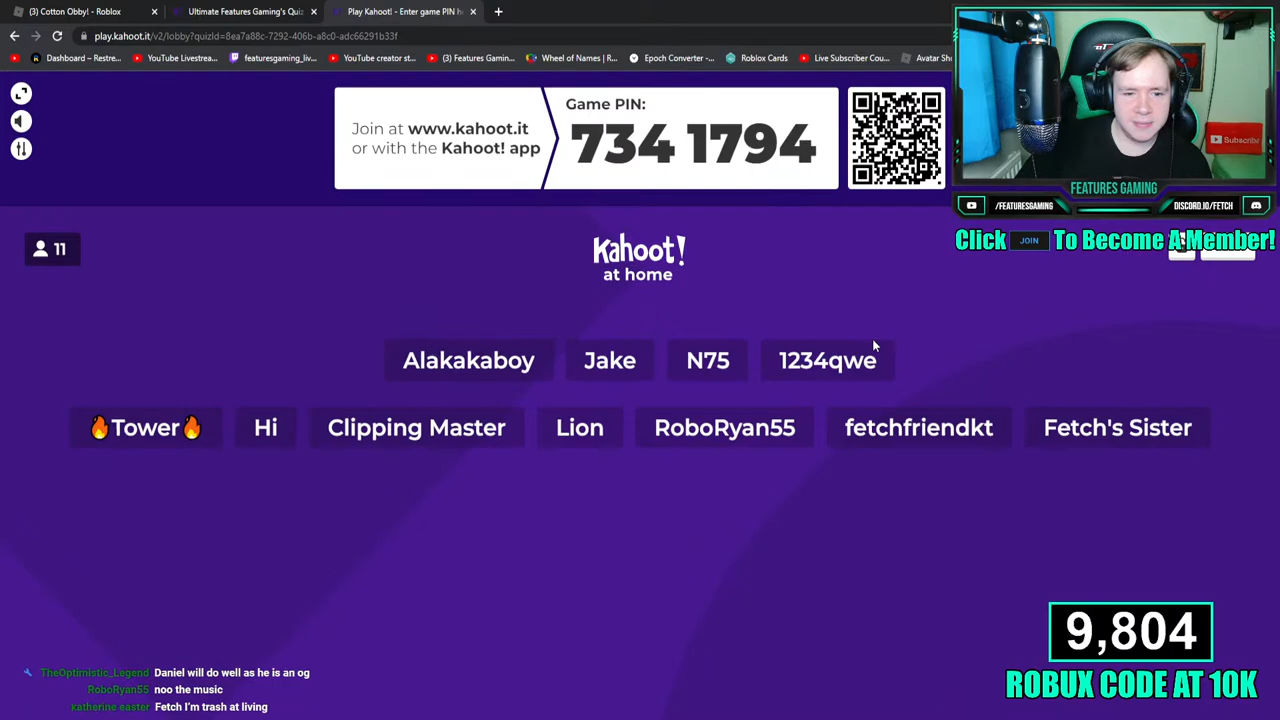 (3) Cotton Obby! - Roblox
Ultimate Features Gaming's Quiz
Play Kahoot! - Enter game PIN h
play.kahoot.it/v2/lobby?quizId=8ea7a88c-7292-
Dashboard – Restre...
YouTube Livestrea...
featuresgaming_liv...
YouTube creator st...
(3) Features Gamin...
Wheel of Names | R...
Epoch Converter -...
Roblox Cards
Live Subscriber Cou...
Avatar Sho
Join at www.kahoot.it
or with the Kahoot! app
Game PIN:
734 1794
Subscribe
FEATURES GAMING
/FEATURESGAMING
DISCORD.IO/FETCH
Click JOIN To Become A Member!
11
Kahoot!
at home
Alakakaboy
Jake
N75
1234qwe
🔥Tower🔥
Hi
Clipping Master
Lion
RoboRyan55
fetchfriendkt
Fetch's Sister
9,804
ROBUX CODE AT 10K
TheOptimistic_Legend Daniel will do well as he is an og
RoboRyan55 noo the music
katherine easter Fetch I'm trash at living